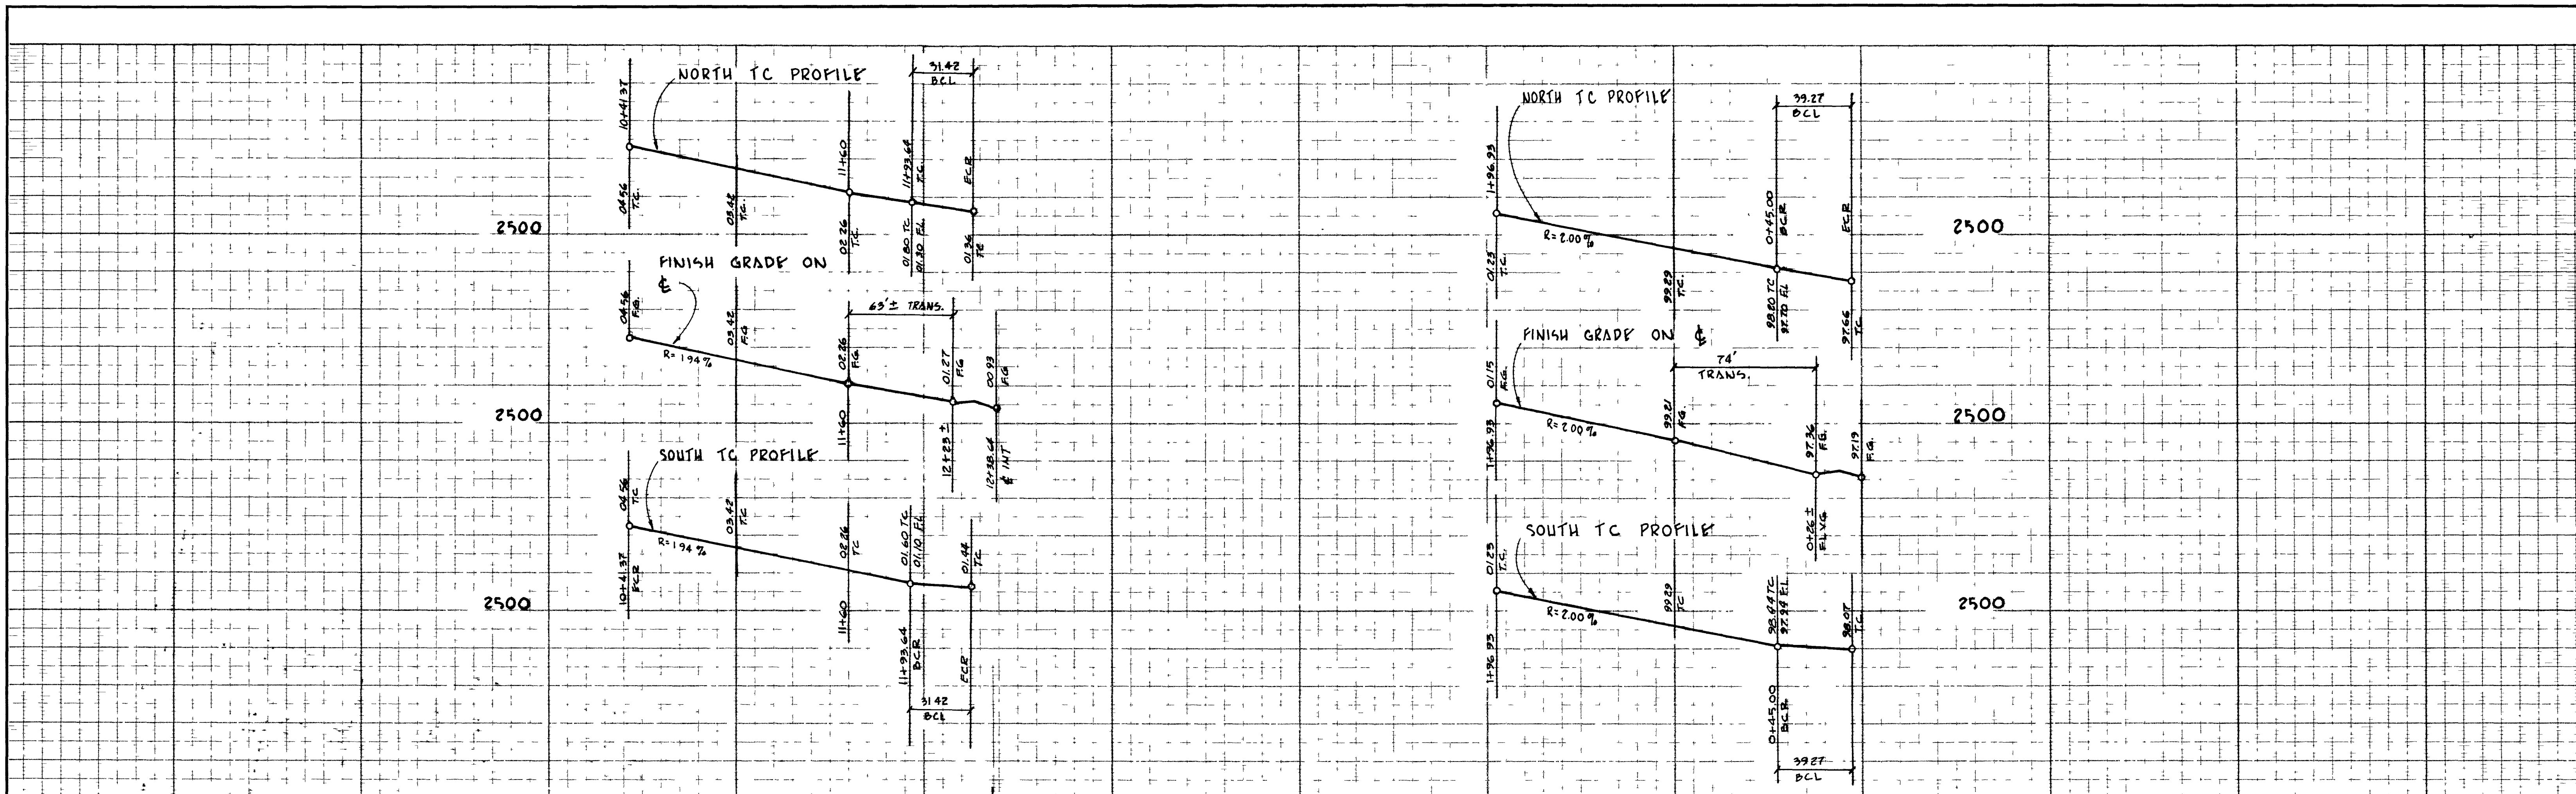 NORTH TC PROFILE
31.42
BCL
10+41.37
04.56
T.C.
03.42
T.C.
11+60
02.26
T.C.
11+93.64
T.C.
01.80 TC
01.30 FL
ECR
01.36
TC
2500
FINISH GRADE ON
℄
04.56
F.G.
R=1.94%
03.42
F.G
02.26
F.G.
11+60
63'± TRANS.
01.27
F.G
12+23 ±
00.93
F.G
12+38.64
℄ INT
2500
SOUTH TC PROFILE
04.56
TC
10+41.37
ECR
R=1.94%
03.42
T.C
02.26
TC
11+60
01.60 TC
01.10 FL
11+93.64
BCR
01.44
T.C.
ECR
31.42
BCL
2500
NORTH TC PROFILE
39.27
BCL
1+96.93
01.23
T.C.
R=2.00%
99.29
T.C.
0+45.00
BCR
98.20 TC
97.70 FL
ECR
97.66
TC
2500
FINISH GRADE ON ℄
01.15
F.G.
1+96.93
R=2.00%
99.21
F.G.
74'
TRANS.
97.36
F.G.
0+26 ±
FL VG
97.19
F.G.
2500
SOUTH TC PROFILE
01.23
T.C.
1+96.93
R=2.00%
99.29
TC
98.44 TC
97.94 FL
0+45.00
BCR
98.07
T.C.
39.27
BCL
2500